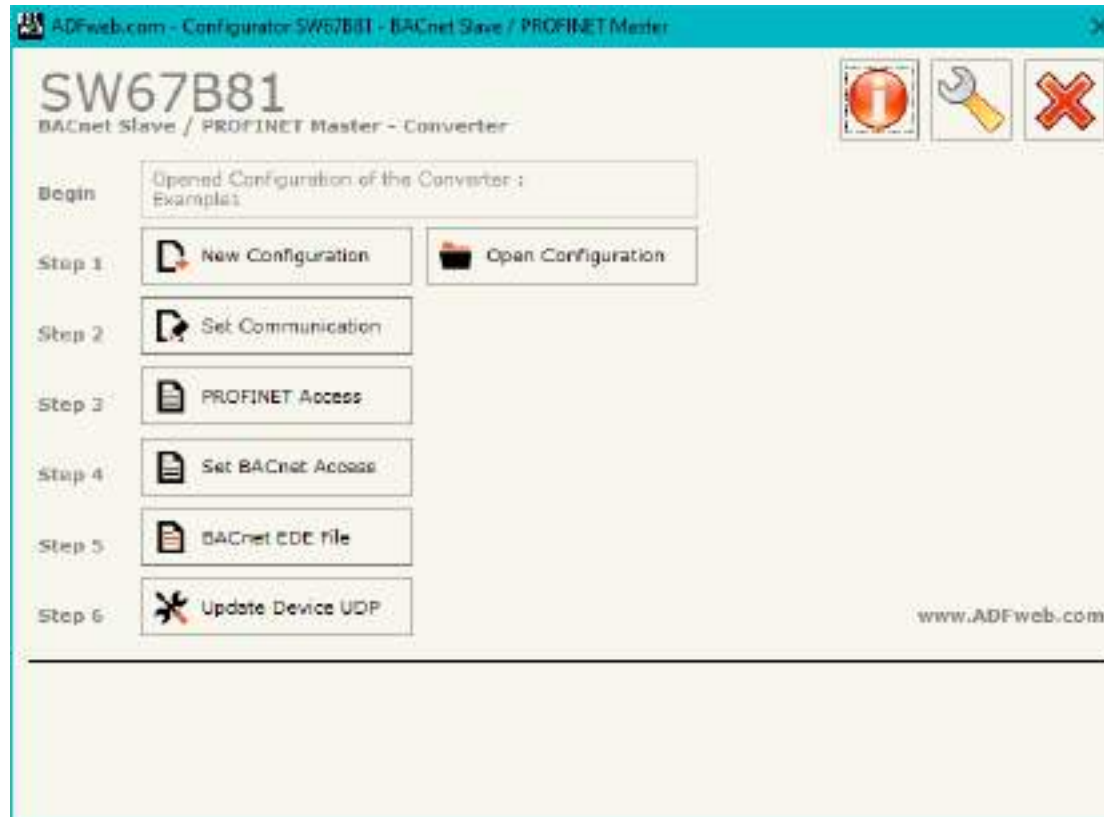 ADFweb.com - Configurator SW67B81 - BACnet Slave / PROFINET Master
SW67B81
BACnet Slave / PROFINET Master - Converter
Begin
Opened Configuration of the Converter :
Example1
Step 1
New Configuration
Open Configuration
Step 2
Set Communication
Step 3
PROFINET Access
Step 4
Set BACnet Access
Step 5
BACnet EDE File
Step 6
Update Device UDP
www.ADFweb.com